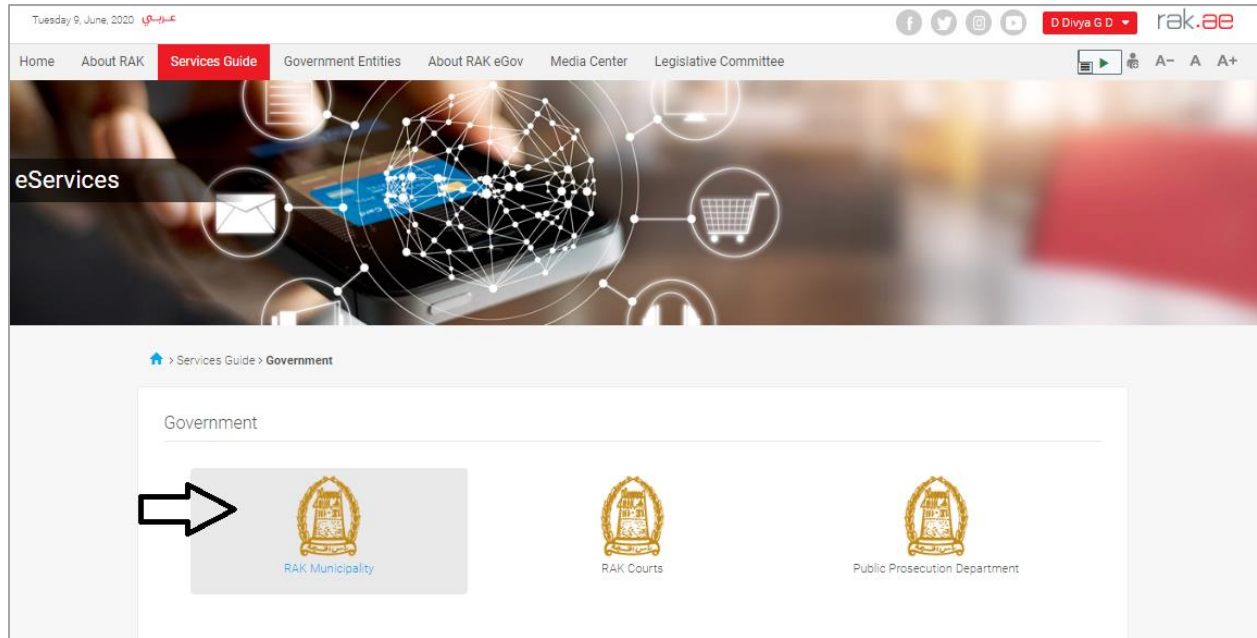 Tuesday 9, June, 2020 عربي D Divya G D rak.ae
Home About RAK Services Guide Government Entities About RAK eGov Media Center Legislative Committee A- A A+
eServices
> Services Guide > Government
Government
RAK Municipality RAK Courts Public Prosecution Department